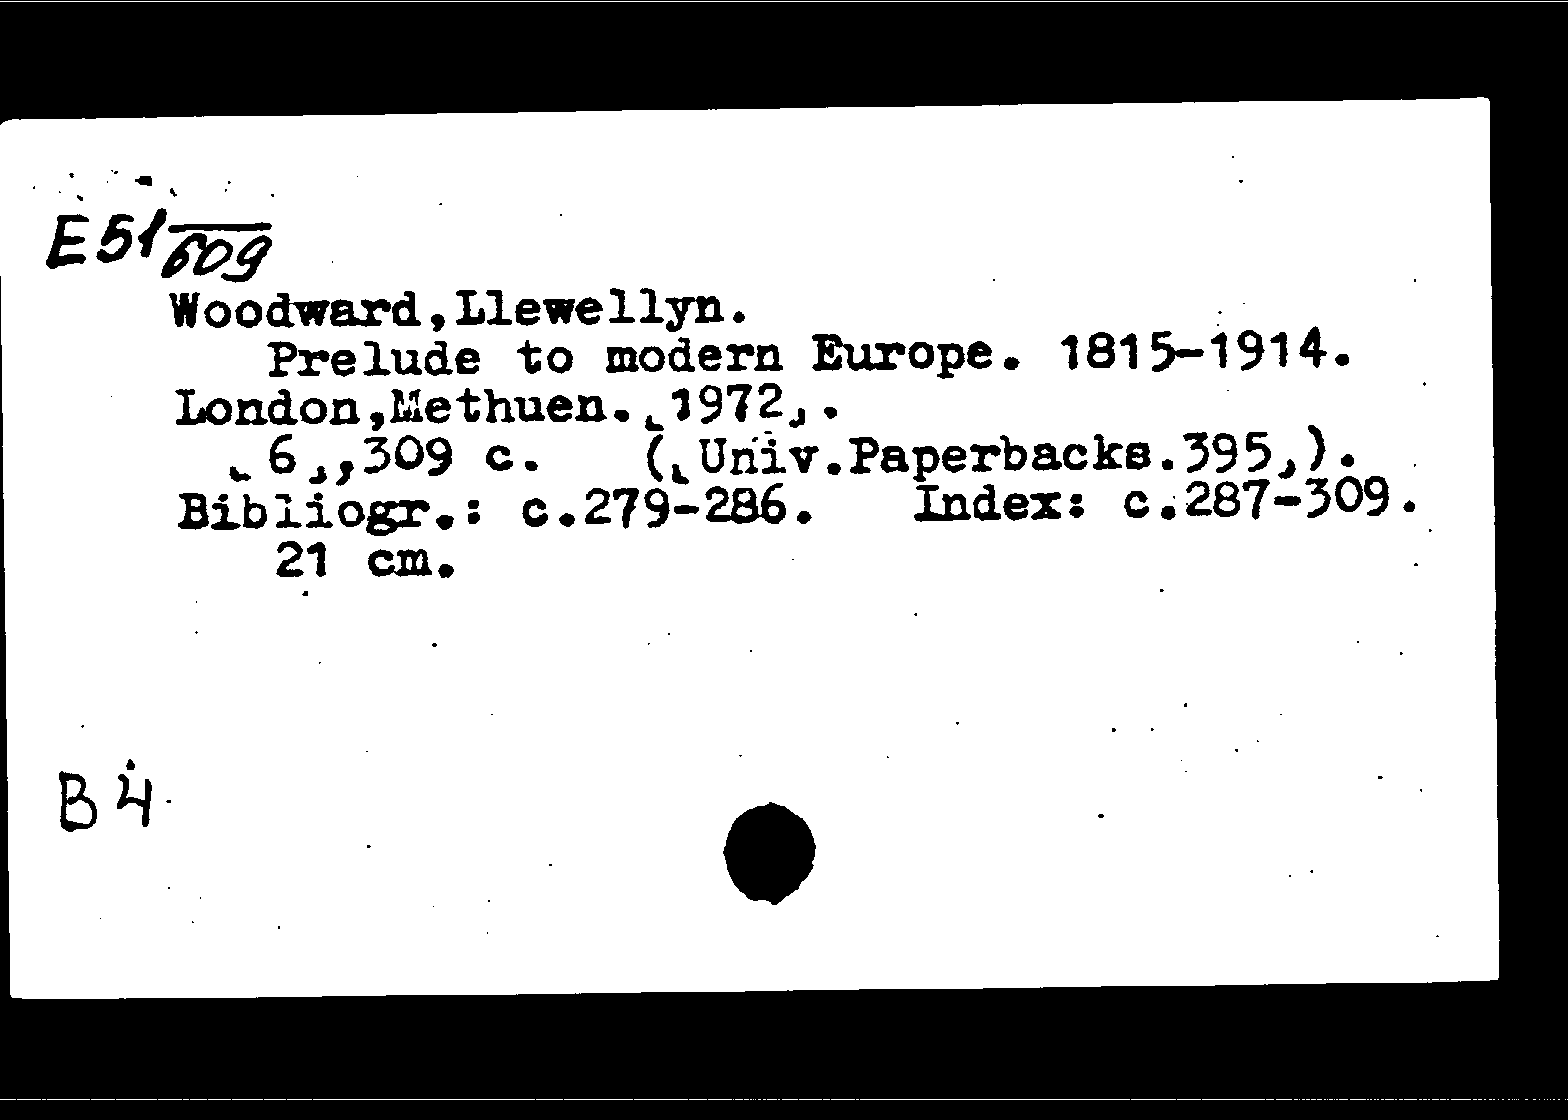 E51/609
Woodward,Llewellyn.
Prelude to modern Europe. 1815-1914.
London,Methuen.[1972].
[6],309 c. ([Univ.Paperbacks.395]).
Bibliogr.: c.279-286. Index: c.287-309.
21 cm.
B4